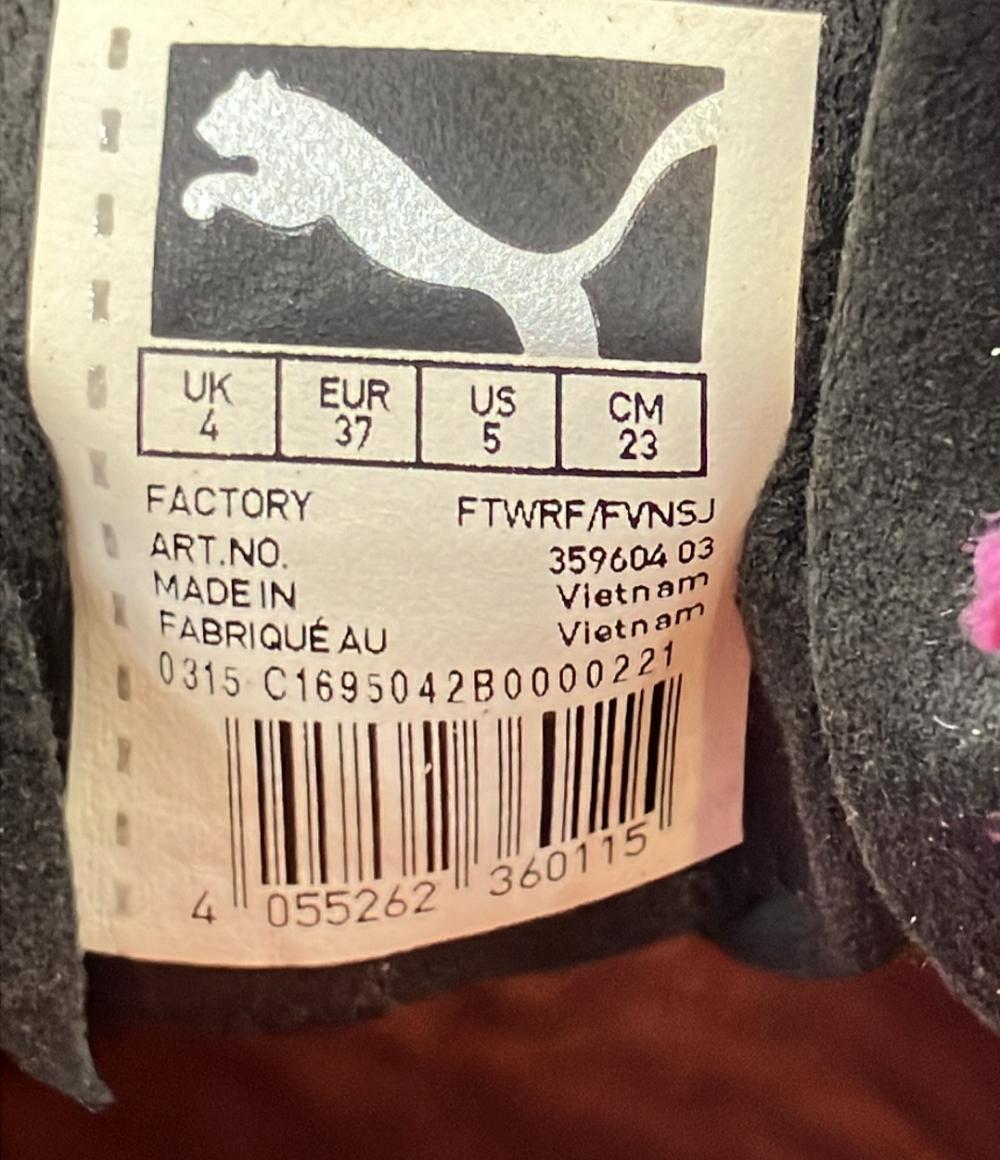 UK EUR US CM
4 37 5 23
FACTORY FTWRF/FVNSJ
ART.NO. 359604 03
MADE IN Vietnam
FABRIQUÉ AU Vietnam
0315 C1695042B0000221
4 055262 360115